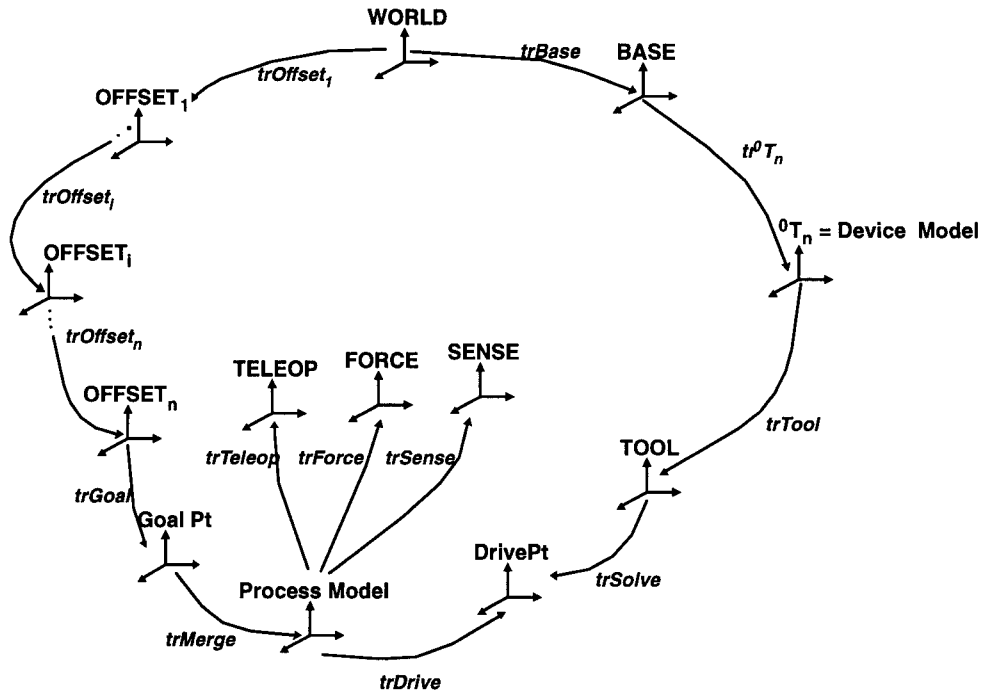 WORLD
trBase
BASE
trOffset₁
OFFSET₁
tr⁰Tₙ
trOffsetᵢ
⁰Tₙ = Device Model
OFFSETᵢ
trOffsetₙ
SENSE
FORCE
TELEOP
OFFSETₙ
trTool
TOOL
trTeleop
trForce
trSense
trGoal
Goal Pt
DrivePt
trSolve
Process Model
trMerge
trDrive